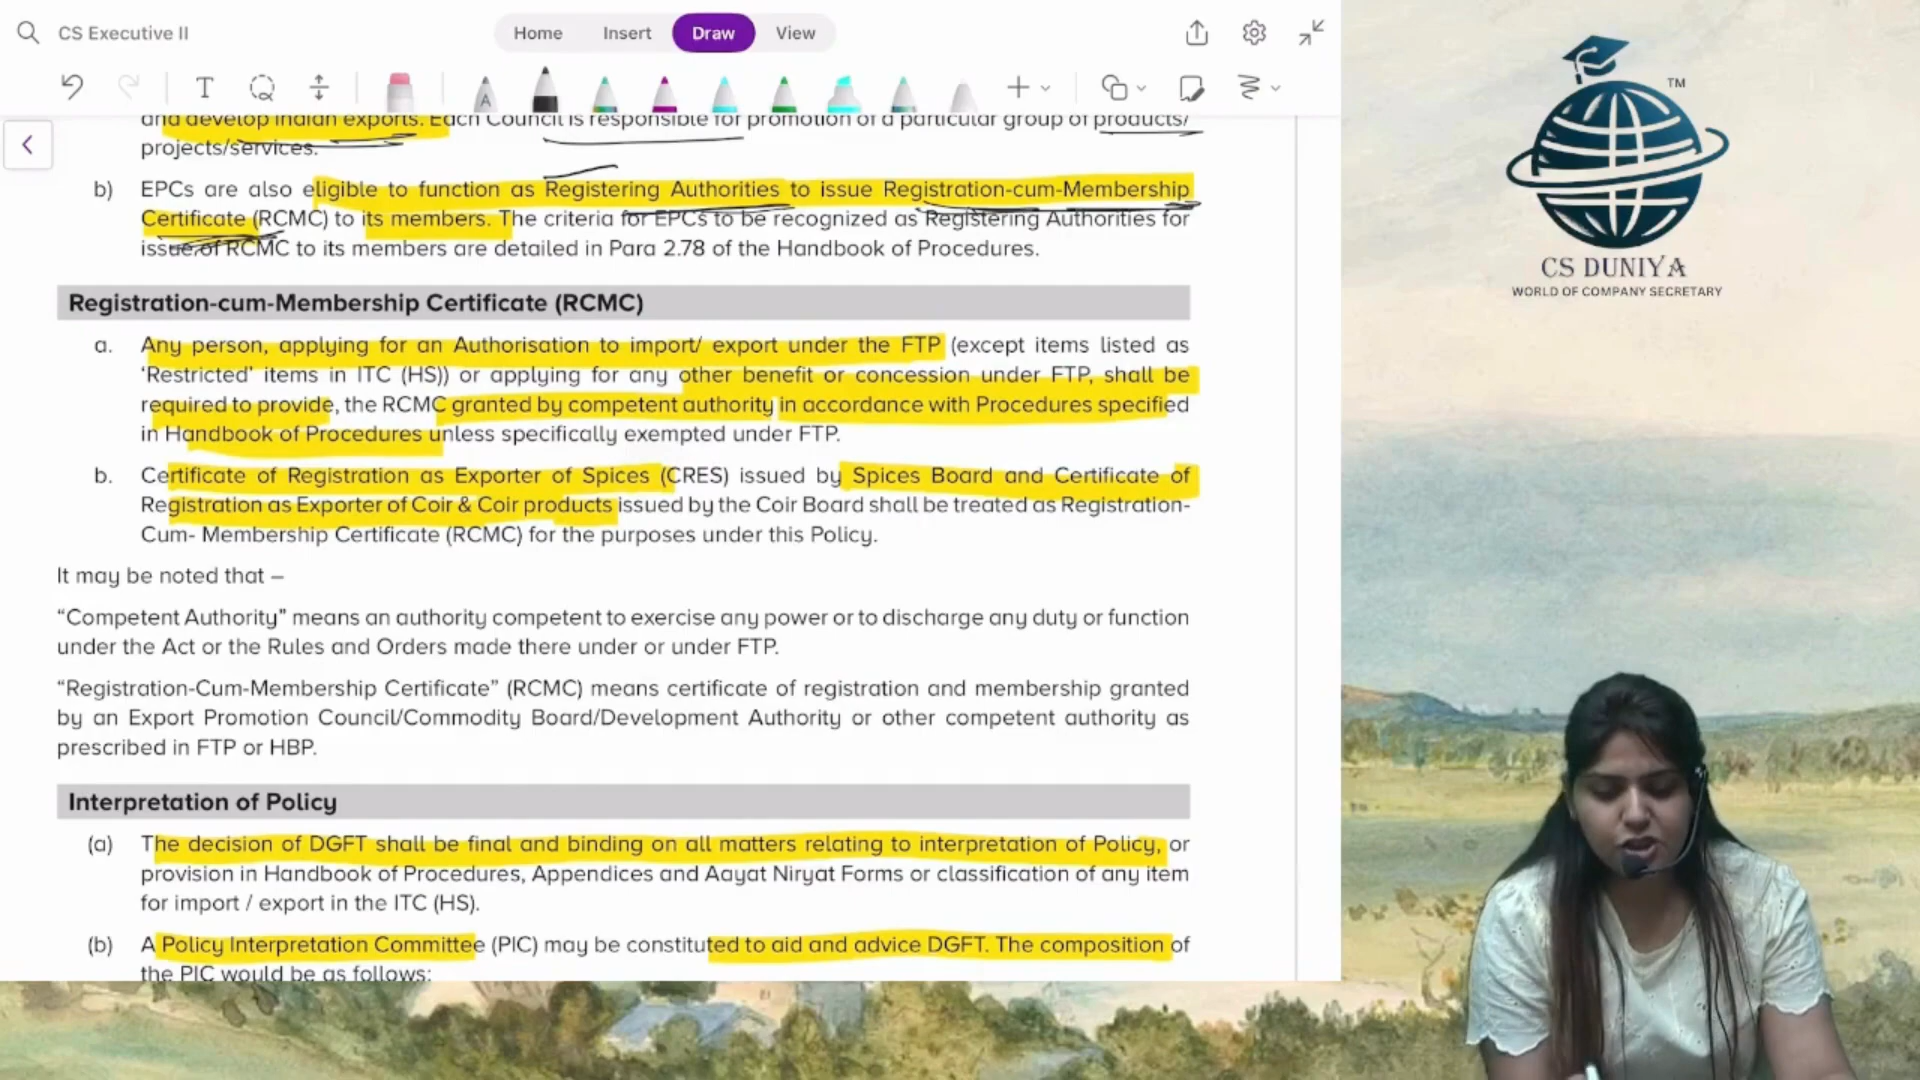 CS Executive II
Home Insert Draw View
T
A
and develop Indian exports. Each Council is responsible for promotion of a particular group of products/
projects/services.
b) EPCs are also eligible to function as Registering Authorities to issue Registration-cum-Membership
Certificate (RCMC) to its members. The criteria for EPCs to be recognized as Registering Authorities for
issue of RCMC to its members are detailed in Para 2.78 of the Handbook of Procedures.
Registration-cum-Membership Certificate (RCMC)
a. Any person, applying for an Authorisation to import/ export under the FTP (except items listed as
‘Restricted’ items in ITC (HS)) or applying for any other benefit or concession under FTP, shall be
required to provide, the RCMC granted by competent authority in accordance with Procedures specified
in Handbook of Procedures unless specifically exempted under FTP.
b. Certificate of Registration as Exporter of Spices (CRES) issued by Spices Board and Certificate of
Registration as Exporter of Coir & Coir products issued by the Coir Board shall be treated as Registration-
Cum- Membership Certificate (RCMC) for the purposes under this Policy.
It may be noted that –
“Competent Authority” means an authority competent to exercise any power or to discharge any duty or function
under the Act or the Rules and Orders made there under or under FTP.
“Registration-Cum-Membership Certificate” (RCMC) means certificate of registration and membership granted
by an Export Promotion Council/Commodity Board/Development Authority or other competent authority as
prescribed in FTP or HBP.
Interpretation of Policy
(a) The decision of DGFT shall be final and binding on all matters relating to interpretation of Policy, or
provision in Handbook of Procedures, Appendices and Aayat Niryat Forms or classification of any item
for import / export in the ITC (HS).
(b) A Policy Interpretation Committee (PIC) may be constituted to aid and advice DGFT. The composition of
the PIC would be as follows:
TM
CS DUNIYA
WORLD OF COMPANY SECRETARY